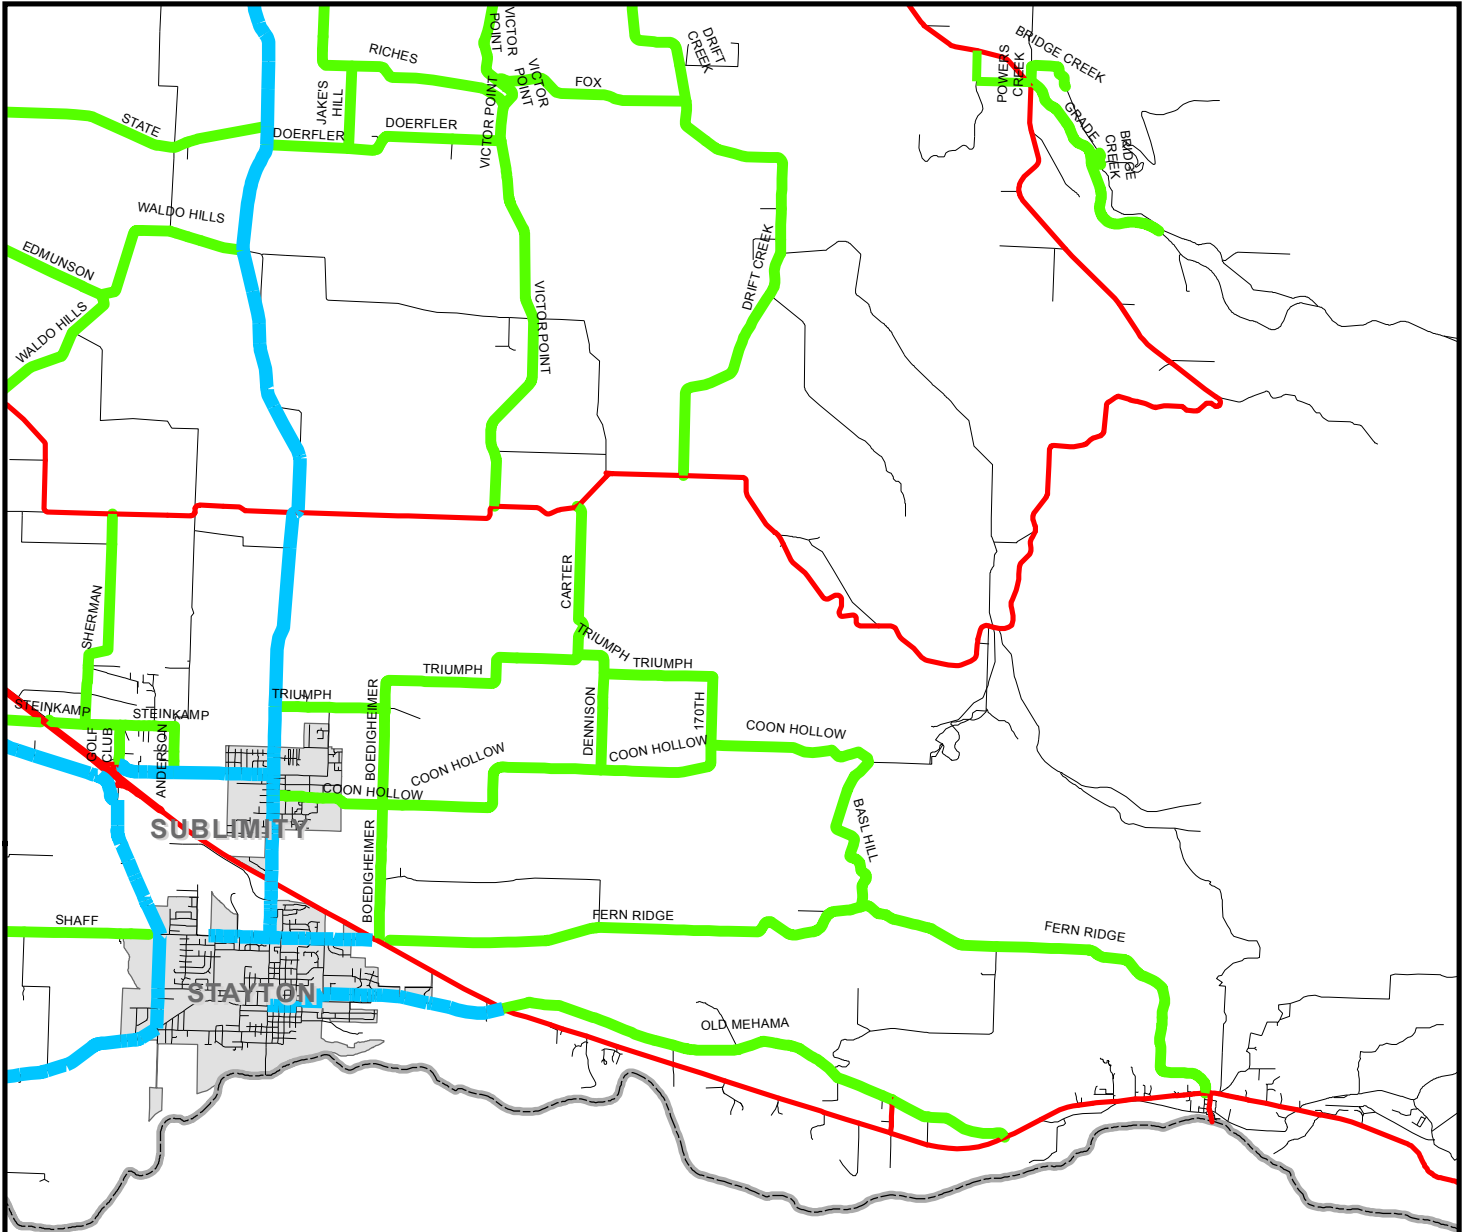 VICTOR
POINT
RICHES
VICTOR
POINT
FOX
DRIFT
CREEK
BRIDGE CREEK
POWERS
CREEK
GRADE
BRIDGE
CREEK
STATE
JAKE'S
HILL
DOERFLER
DOERFLER
VICTOR POINT
WALDO HILLS
EDMUNSON
WALDO HILLS
VICTOR POINT
DRIFT CREEK
CARTER
SHERMAN
TRIUMPH
TRIUMPH
TRIUMPH
TRIUMPH
STEINKAMP
STEINKAMP
GOLF
CLUB
ANDERSON
BOEDIGHEIMER
DENNISON
170TH
COON HOLLOW
COON HOLLOW
COON HOLLOW
COON HOLLOW
SUBLIMITY
BASL HILL
BOEDIGHEIMER
SHAFF
FERN RIDGE
FERN RIDGE
STAYTON
OLD MEHAMA